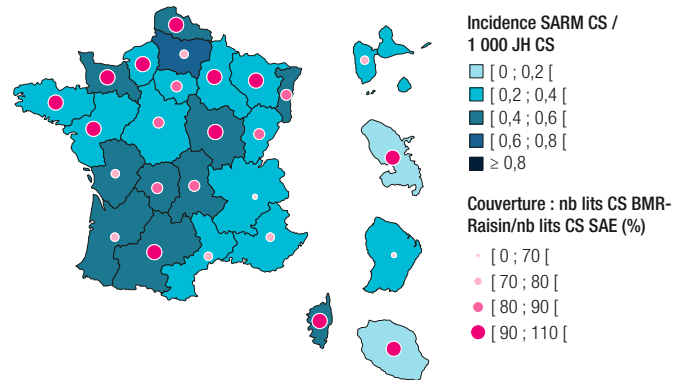 Incidence SARM CS /
1 000 JH CS
[ 0 ; 0,2 [
[ 0,2 ; 0,4 [
[ 0,4 ; 0,6 [
[ 0,6 ; 0,8 [
≥ 0,8
Couverture : nb lits CS BMR-
Raisin/nb lits CS SAE (%)
[ 0 ; 70 [
[ 70 ; 80 [
[ 80 ; 90 [
[ 90 ; 110 [